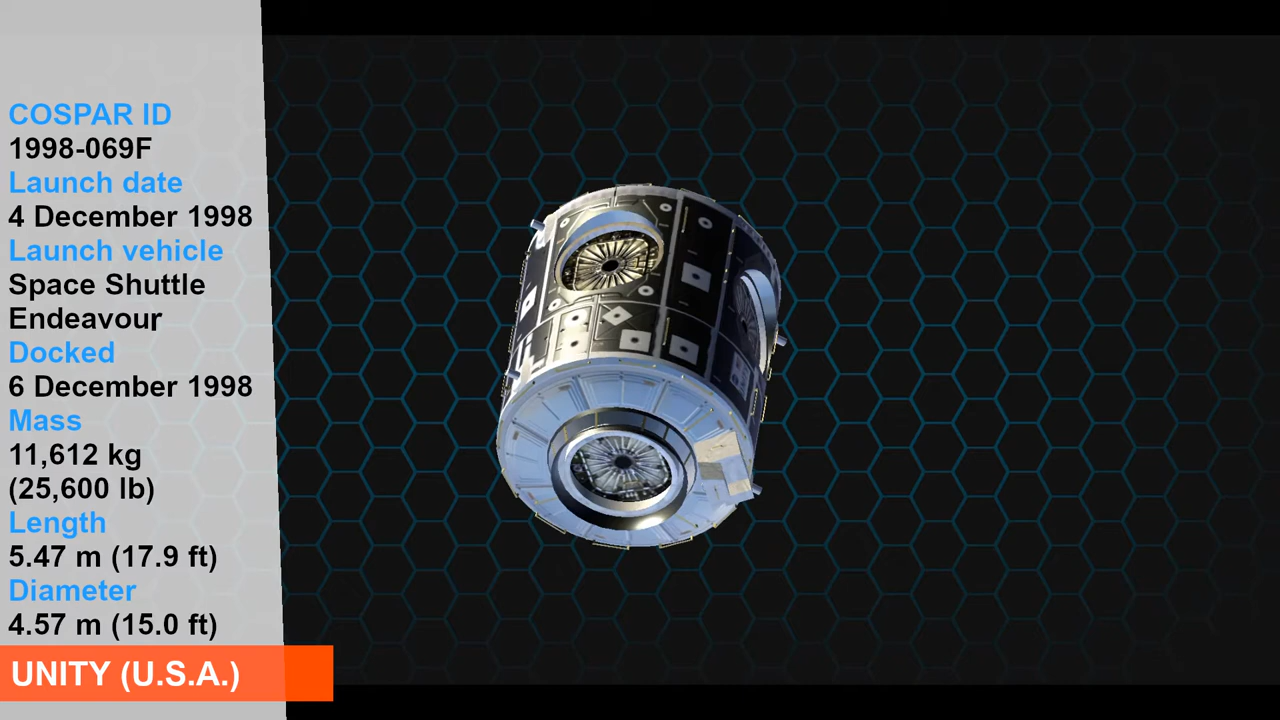 COSPAR ID
1998-069F
Launch date
4 December 1998
Launch vehicle
Space Shuttle
Endeavour
Docked
6 December 1998
Mass
11,612 kg
(25,600 lb)
Length
5.47 m (17.9 ft)
Diameter
4.57 m (15.0 ft)
UNITY (U.S.A.)